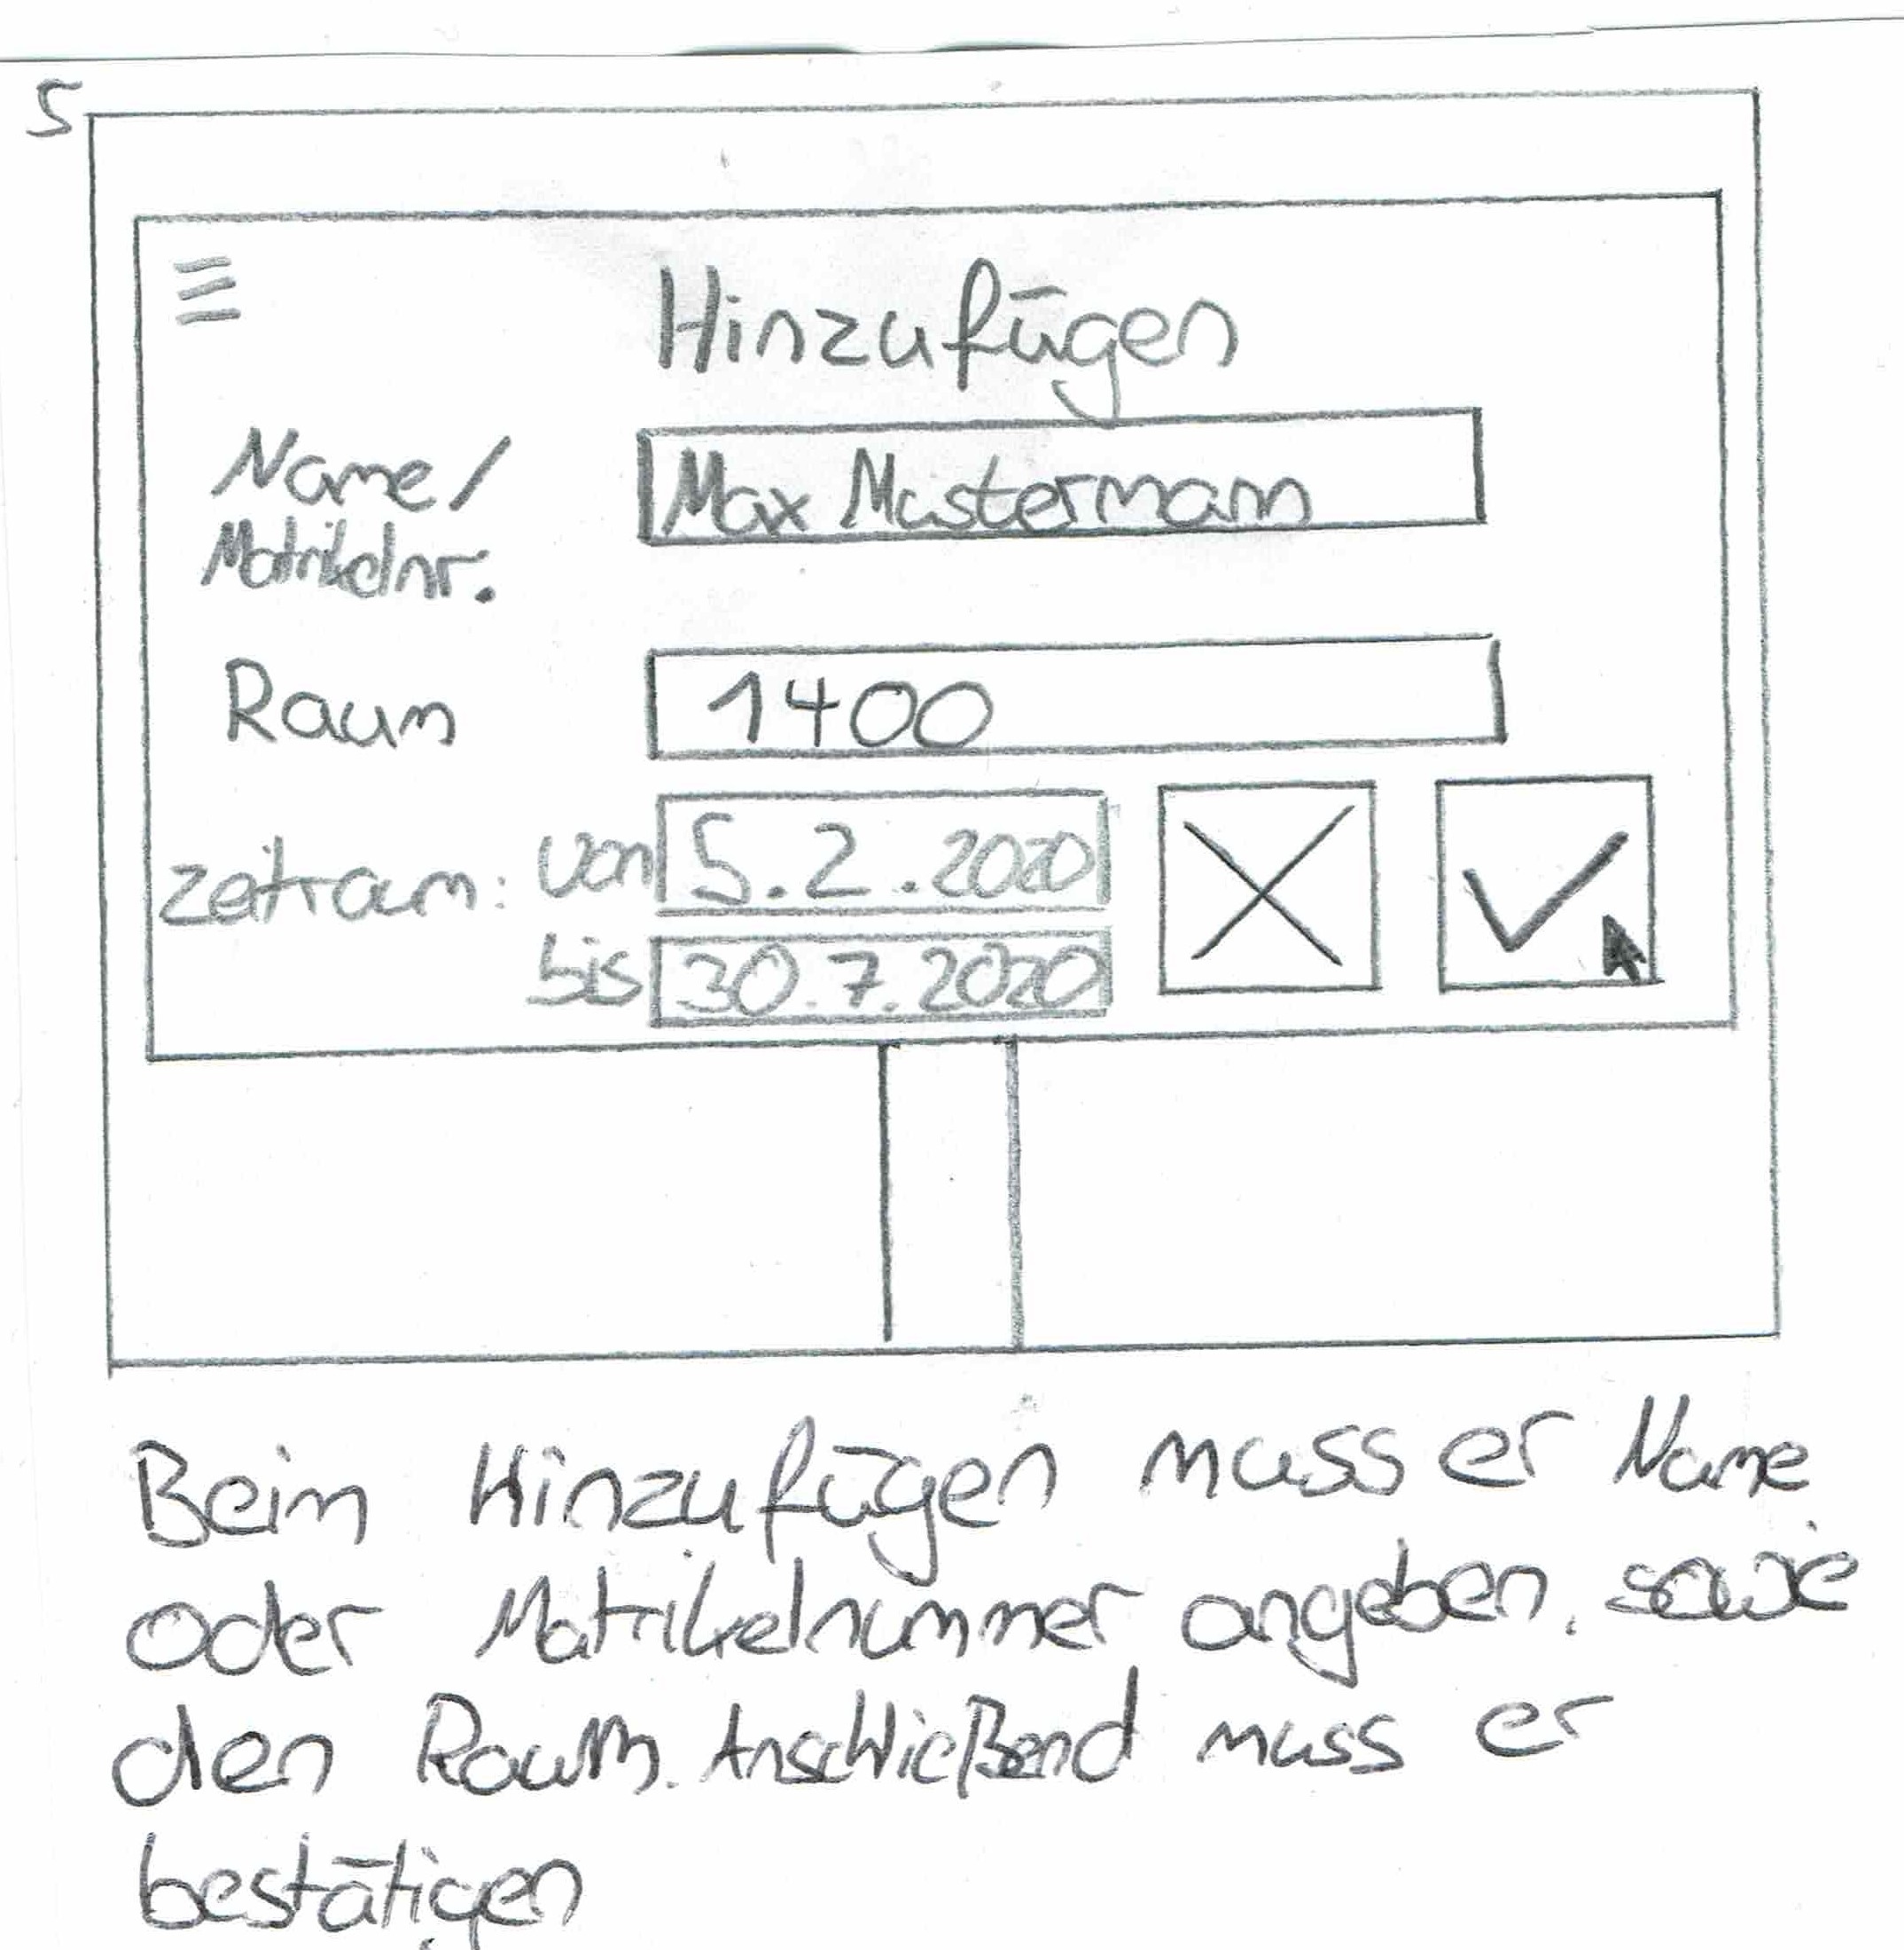 5
Hinzufügen
Name/
Matrikelnr.
Max Mustermann
Raum
1400
Zeitraum: von 5.2.2020
bis 30.7.2020
Beim Hinzufügen muss er Name
oder Matrikelnummer angeben, sowie
den Raum. Anschließend muss er
bestätigen